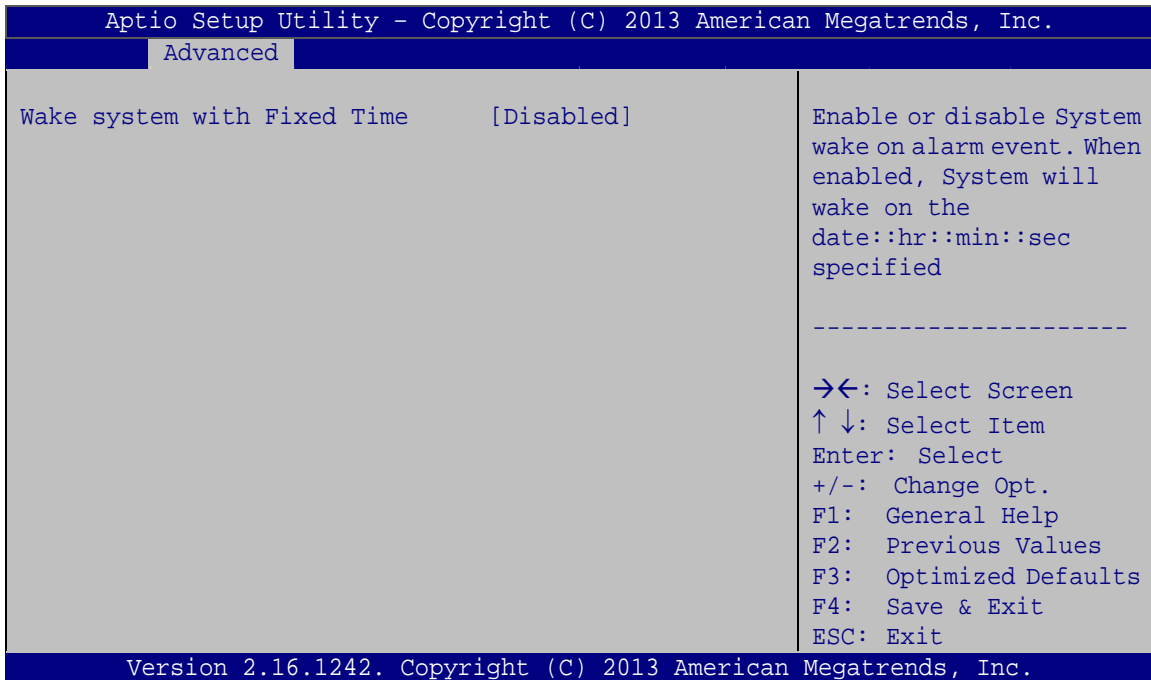 Aptio Setup Utility – Copyright (C) 2013 American Megatrends, Inc.
Advanced
Wake system with Fixed Time [Disabled]
Enable or disable System
wake on alarm event. When
enabled, System will
wake on the
date::hr::min::sec
specified
----------------------
→←: Select Screen
↑ ↓: Select Item
Enter: Select
+/-: Change Opt.
F1: General Help
F2: Previous Values
F3: Optimized Defaults
F4: Save & Exit
ESC: Exit
Version 2.16.1242. Copyright (C) 2013 American Megatrends, Inc.